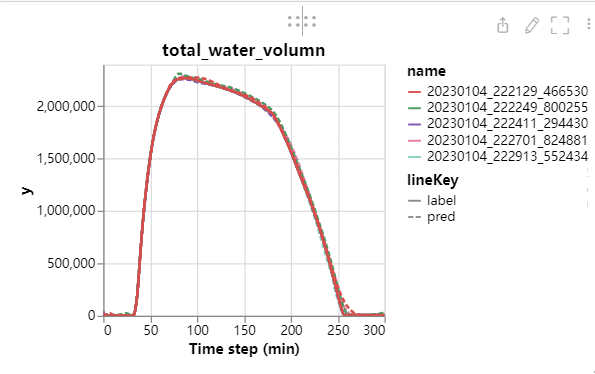 total_water_volumn
y
2,000,000
1,500,000
1,000,000
500,000
0
0 50 100 150 200 250 300
Time step (min)
name
20230104_222129_466530
20230104_222249_800255
20230104_222411_294430
20230104_222701_824881
20230104_222913_552434
lineKey
label
pred